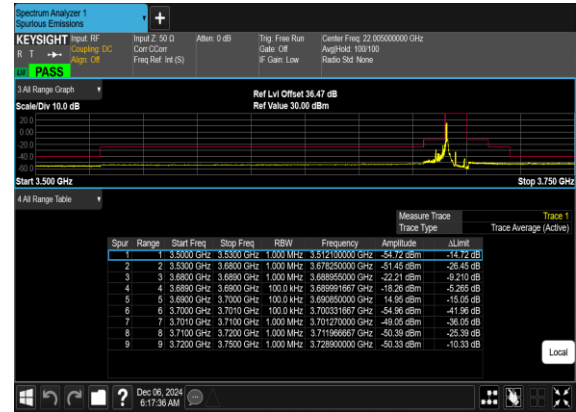 Spectrum Analyzer 1
Spurious Emissions
+
KEYSIGHT Input: RF Input Z: 50 Ω Atten: 0 dB Trig: Free Run Center Freq: 22.005000000 GHz
R T Coupling: DC Corr CCorr Gate: Off Avg|Hold: 100/100
Align: Off Freq Ref: Int (S) IF Gain: Low Radio Std: None
LM PASS
3 All Range Graph
Ref Lvl Offset 36.47 dB
Scale/Div 10.0 dB Ref Value 30.00 dBm
20.0
0.00
-20.0
-40.0
-60.0
Start 3.500 GHz Stop 3.750 GHz
4 All Range Table
Measure Trace Trace 1
Trace Type Trace Average (Active)
Spur Range Start Freq Stop Freq RBW Frequency Amplitude ΔLimit
1 1 3.5000 GHz 3.5300 GHz 1.000 MHz 3.512100000 GHz -54.72 dBm -14.72 dB
2 2 3.5300 GHz 3.6800 GHz 1.000 MHz 3.678250000 GHz -51.45 dBm -26.45 dB
3 3 3.6800 GHz 3.6890 GHz 1.000 MHz 3.688955000 GHz -22.21 dBm -9.210 dB
4 4 3.6890 GHz 3.6900 GHz 100.0 kHz 3.689991667 GHz -18.26 dBm -5.265 dB
5 5 3.6900 GHz 3.7000 GHz 100.0 kHz 3.690850000 GHz 14.95 dBm -15.05 dB
6 6 3.7000 GHz 3.7010 GHz 100.0 kHz 3.700331667 GHz -54.96 dBm -41.96 dB
7 7 3.7010 GHz 3.7100 GHz 1.000 MHz 3.701270000 GHz -49.05 dBm -36.05 dB
8 8 3.7100 GHz 3.7200 GHz 1.000 MHz 3.711966667 GHz -50.39 dBm -25.39 dB
9 9 3.7200 GHz 3.7500 GHz 1.000 MHz 3.728900000 GHz -50.33 dBm -10.33 dB
Local
? Dec 06, 2024
6:17:36 AM